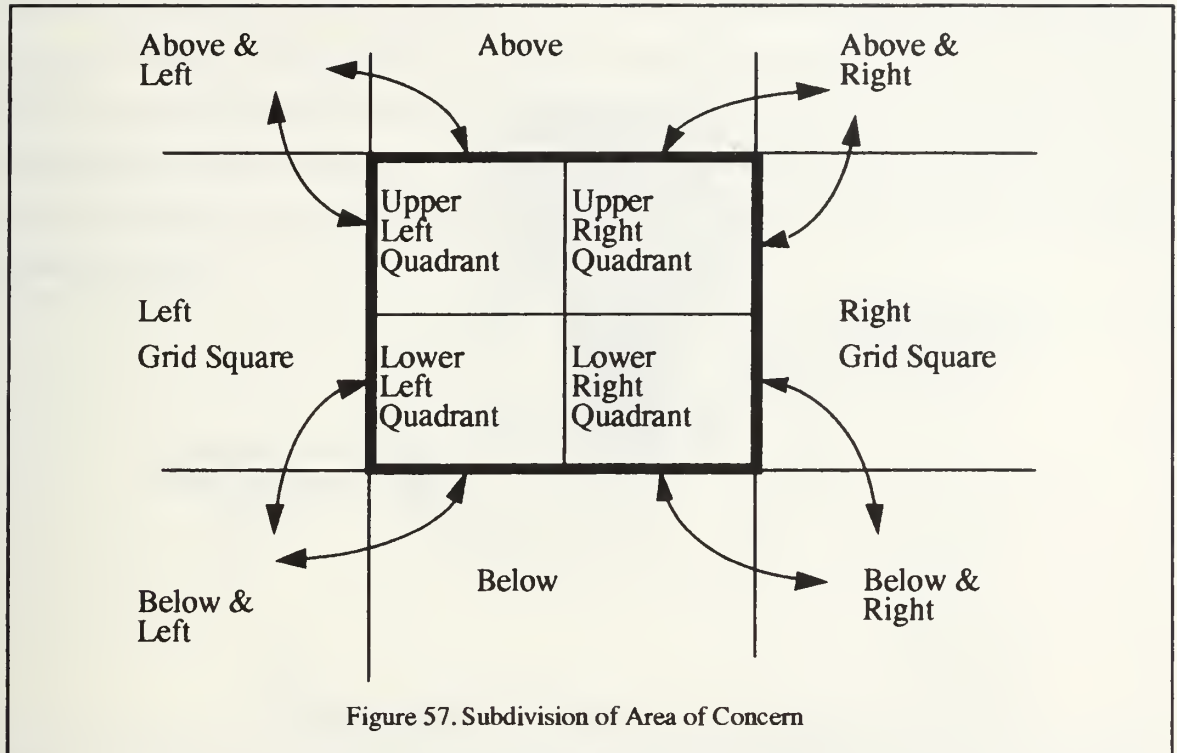 Above &
Left
Above
Above &
Right
Upper
Left
Quadrant
Upper
Right
Quadrant
Left
Grid Square
Right
Grid Square
Lower
Left
Quadrant
Lower
Right
Quadrant
Below &
Left
Below
Below &
Right
Figure 57. Subdivision of Area of Concern